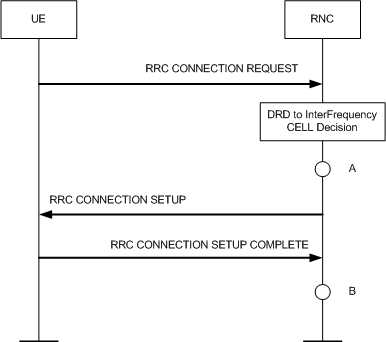 UE
RNC
RRC CONNECTION REQUEST
DRD to InterFrequency
CELL Decision
A
RRC CONNECTION SETUP
RRC CONNECTION SETUP COMPLETE
B